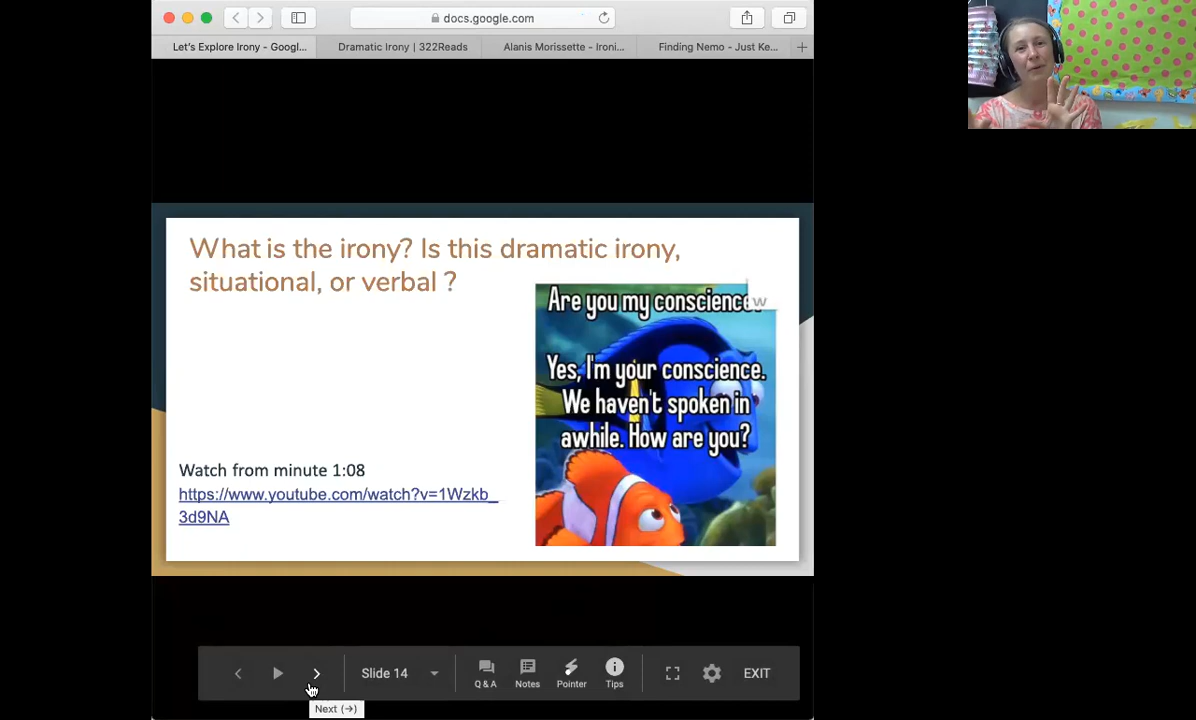 docs.google.com
Let's Explore Irony - Googl...
Dramatic Irony | 322Reads
Alanis Morissette - Ironi...
Finding Nemo - Just Ke...
What is the irony? Is this dramatic irony,
situational, or verbal ?
Are you my conscience
w
Yes, I'm your conscience.
We haven't spoken in
awhile. How are you?
Watch from minute 1:08
https://www.youtube.com/watch?v=1Wzkb_
3d9NA
Slide 14
Q & A
Notes
Pointer
Tips
EXIT
Next (→)